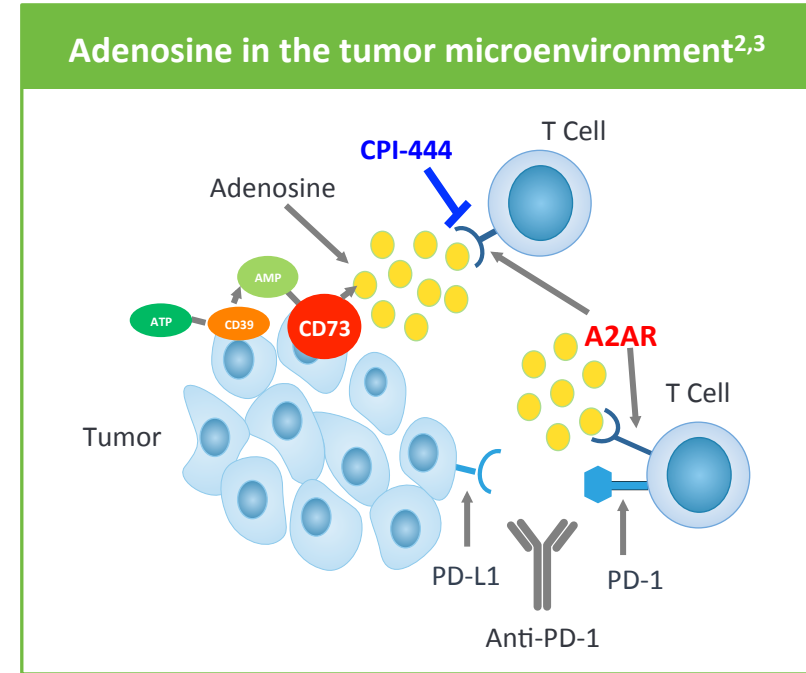 Adenosine in the tumor microenvironment2,3
T Cell
CPI-444
Adenosine
AMP
ATP
CD39
CD73
A2AR
T Cell
Tumor
PD-L1
PD-1
Anti-PD-1